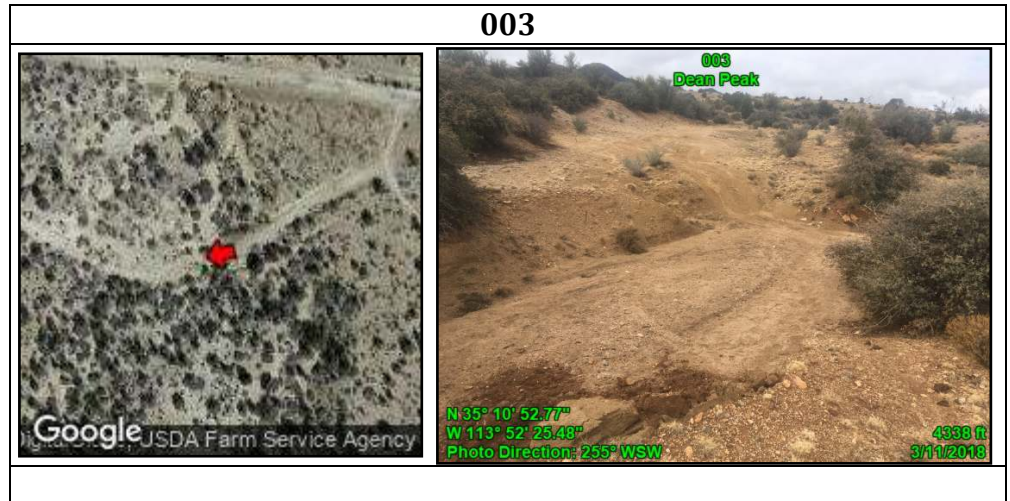 003
003
Dean Peak
Google
USDA Farm Service Agency
N 35° 10' 52.77"
W 113° 52' 25.48"
Photo Direction: 255° WSW
4338 ft
3/11/2018